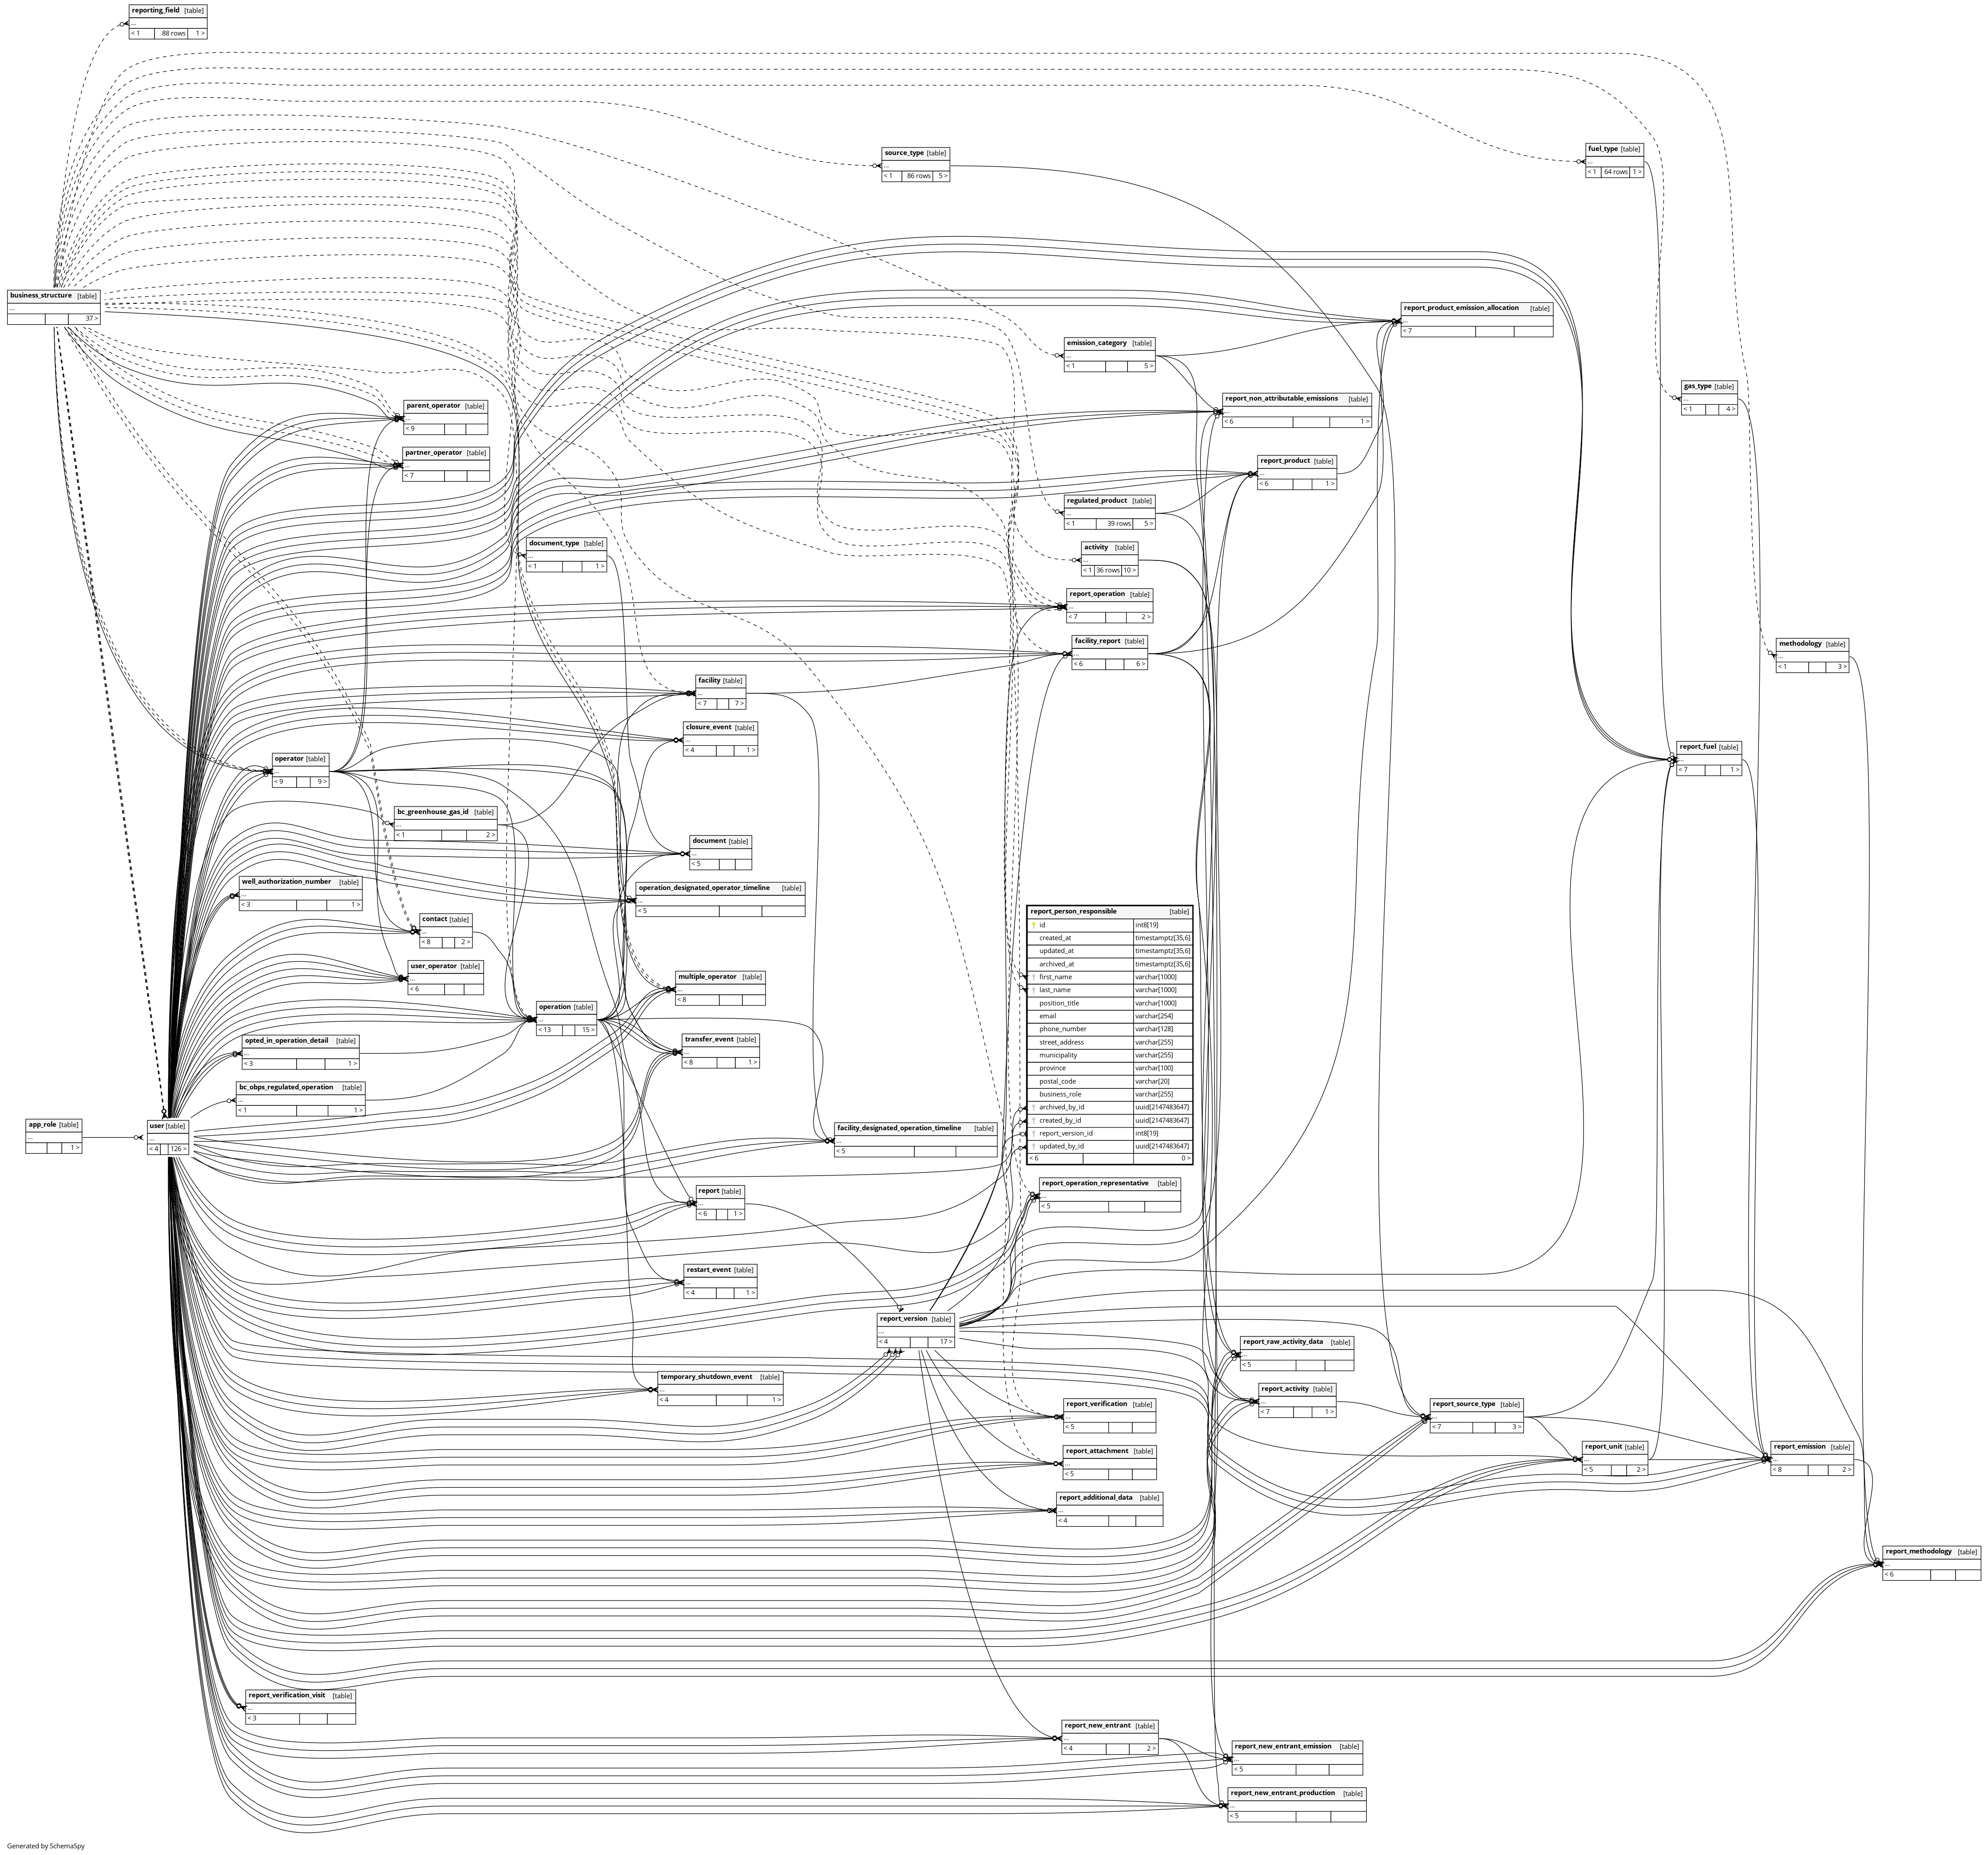 reporting_field [table]
...
< 1 88 rows 1 >
source_type [table]
...
< 1 86 rows 5 >
fuel_type [table]
...
< 1 64 rows 1 >
business_structure [table]
...
37 >
report_product_emission_allocation [table]
...
< 7
emission_category [table]
...
< 1 5 >
gas_type [table]
...
< 1 4 >
report_non_attributable_emissions [table]
...
< 6 1 >
parent_operator [table]
...
< 9
partner_operator [table]
...
< 7
report_product [table]
...
< 6 1 >
regulated_product [table]
...
< 1 39 rows 5 >
document_type [table]
...
< 1 1 >
activity [table]
...
< 1 36 rows 10 >
report_operation [table]
...
< 7 2 >
facility_report [table]
...
< 6 6 >
methodology [table]
...
< 1 3 >
facility [table]
...
< 7 7 >
closure_event [table]
...
< 4 1 >
report_fuel [table]
...
< 7 1 >
operator [table]
...
< 9 9 >
bc_greenhouse_gas_id [table]
...
< 1 2 >
document [table]
...
< 5
well_authorization_number [table]
...
< 3 1 >
operation_designated_operator_timeline [table]
...
< 5
contact [table]
...
< 8 2 >
user_operator [table]
...
< 6
multiple_operator [table]
...
< 8
operation [table]
...
< 13 15 >
opted_in_operation_detail [table]
...
< 3 1 >
transfer_event [table]
...
< 8 1 >
bc_obps_regulated_operation [table]
...
< 1 1 >
app_role [table]
...
1 >
user [table]
...
< 4 126 >
facility_designated_operation_timeline [table]
...
< 5
report_person_responsible [table]
id int8[19]
created_at timestamptz[35,6]
updated_at timestamptz[35,6]
archived_at timestamptz[35,6]
first_name varchar[1000]
last_name varchar[1000]
position_title varchar[1000]
email varchar[254]
phone_number varchar[128]
street_address varchar[255]
municipality varchar[255]
province varchar[100]
postal_code varchar[20]
business_role varchar[255]
archived_by_id uuid[2147483647]
created_by_id uuid[2147483647]
report_version_id int8[19]
updated_by_id uuid[2147483647]
< 6 0 >
report_operation_representative [table]
...
< 5
report [table]
...
< 6 1 >
restart_event [table]
...
< 4 1 >
report_version [table]
...
< 4 17 >
report_raw_activity_data [table]
...
< 5
temporary_shutdown_event [table]
...
< 4 1 >
report_activity [table]
...
< 7 1 >
report_verification [table]
...
< 5
report_source_type [table]
...
< 7 3 >
report_attachment [table]
...
< 5
report_unit [table]
...
< 5 2 >
report_emission [table]
...
< 8 2 >
report_additional_data [table]
...
< 4
report_methodology [table]
...
< 6
report_verification_visit [table]
...
< 3
report_new_entrant [table]
...
< 4 2 >
report_new_entrant_emission [table]
...
< 5
report_new_entrant_production [table]
...
< 5
Generated by SchemaSpy